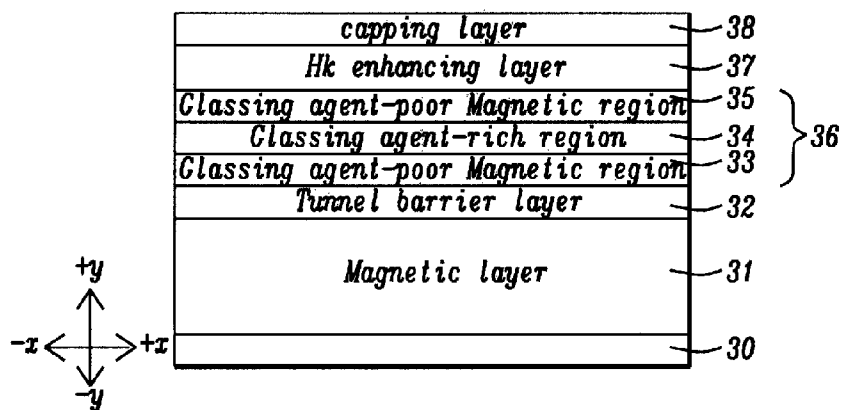 capping layer 38
Hk enhancing layer 37
Glassing agent-poor Magnetic region 35
Glassing agent-rich region 34
36
Glassing agent-poor Magnetic region 33
Tunnel barrier layer 32
Magnetic layer 31
+y
-x +x
-y
30